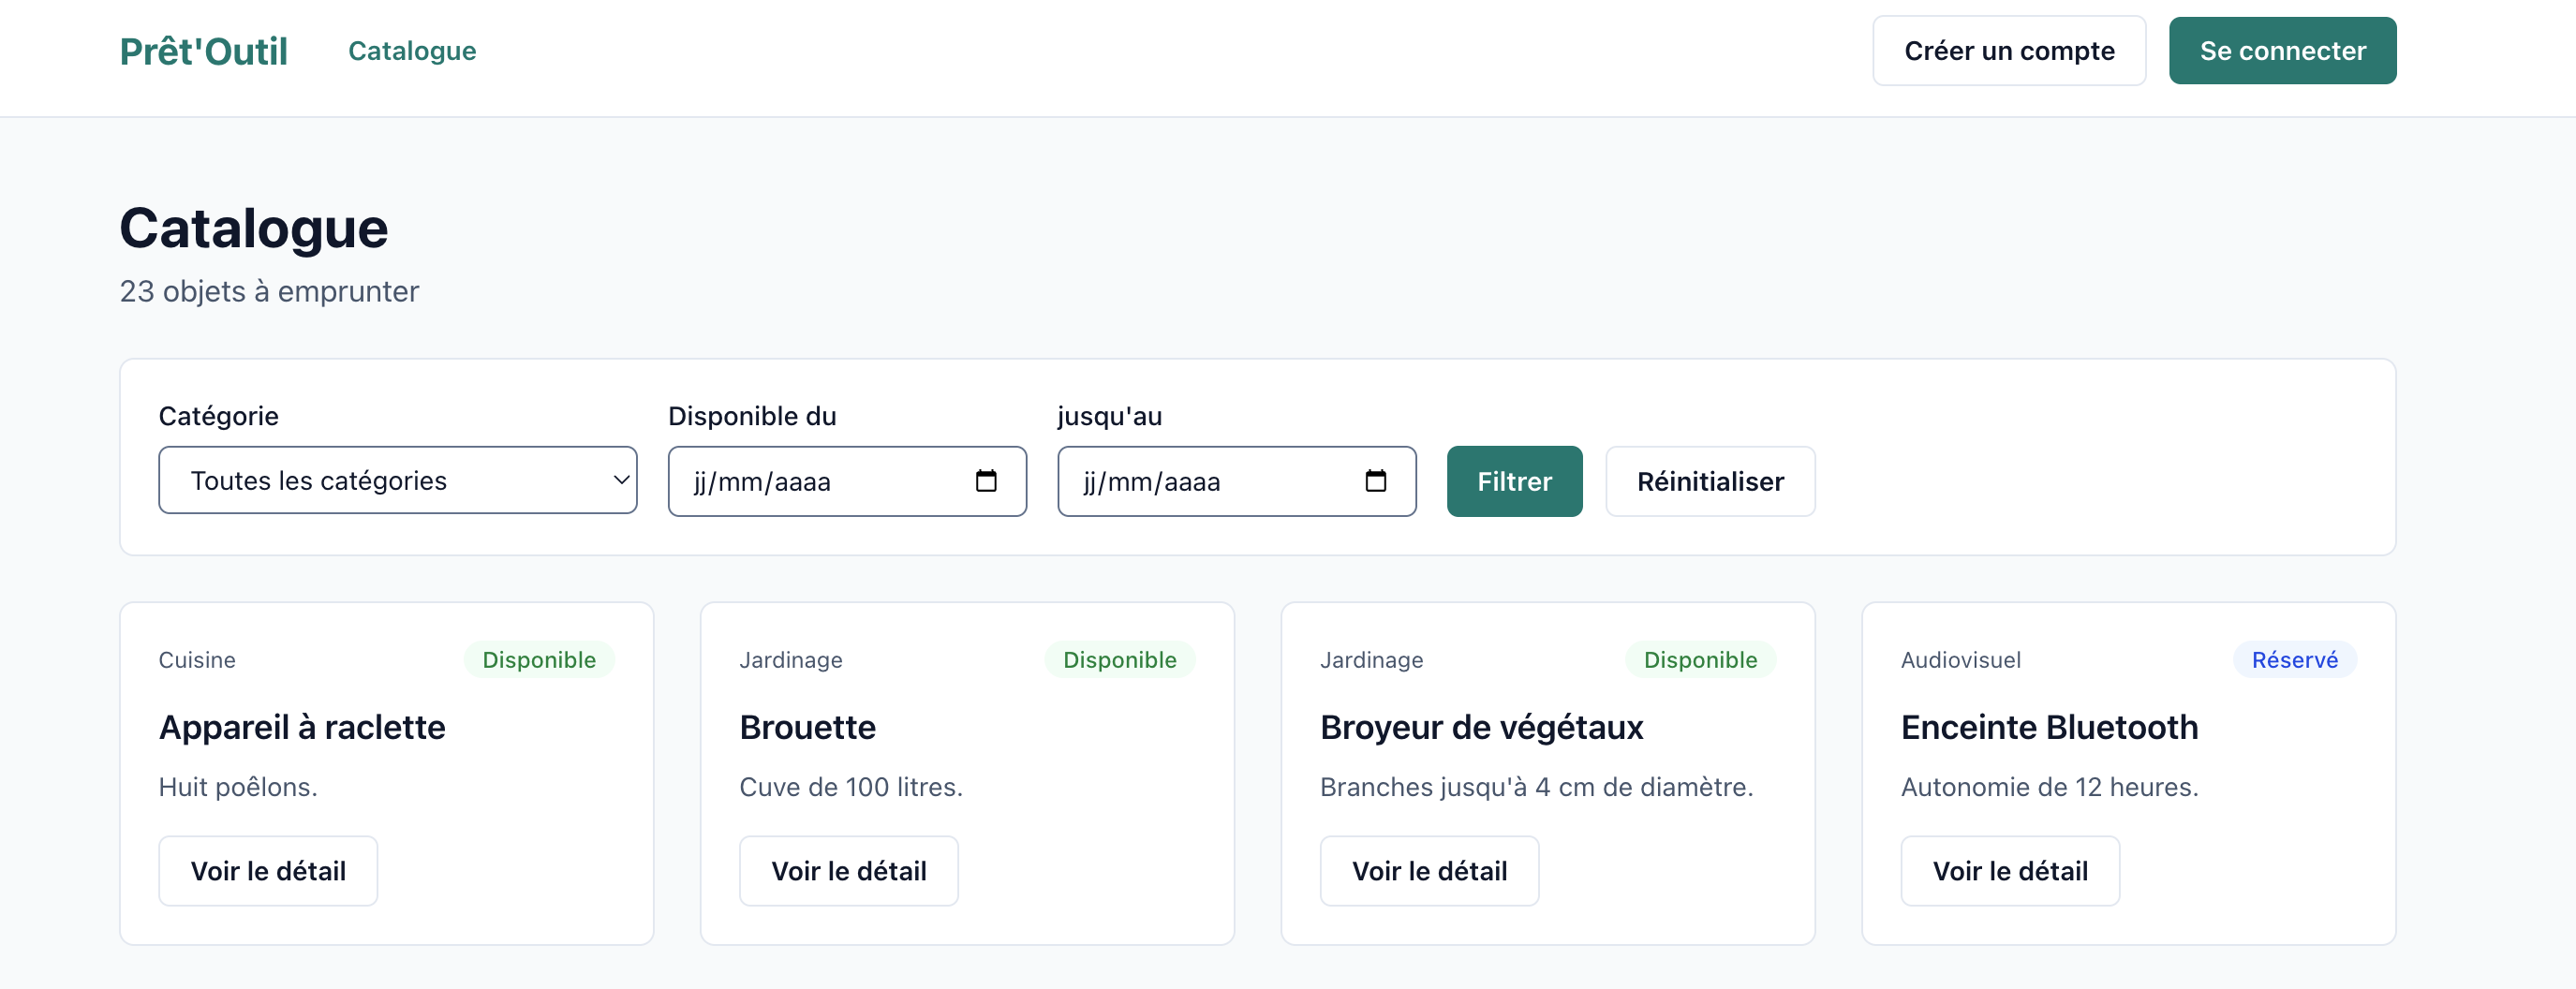 Prêt'Outil
Catalogue
Créer un compte
Se connecter
Catalogue
23 objets à emprunter
Catégorie
Disponible du
jusqu'au
Toutes les catégories
jj/mm/aaaa
jj/mm/aaaa
Filtrer
Réinitialiser
Cuisine
Disponible
Appareil à raclette
Huit poêlons.
Voir le détail
Jardinage
Disponible
Brouette
Cuve de 100 litres.
Voir le détail
Jardinage
Disponible
Broyeur de végétaux
Branches jusqu'à 4 cm de diamètre.
Voir le détail
Audiovisuel
Réservé
Enceinte Bluetooth
Autonomie de 12 heures.
Voir le détail